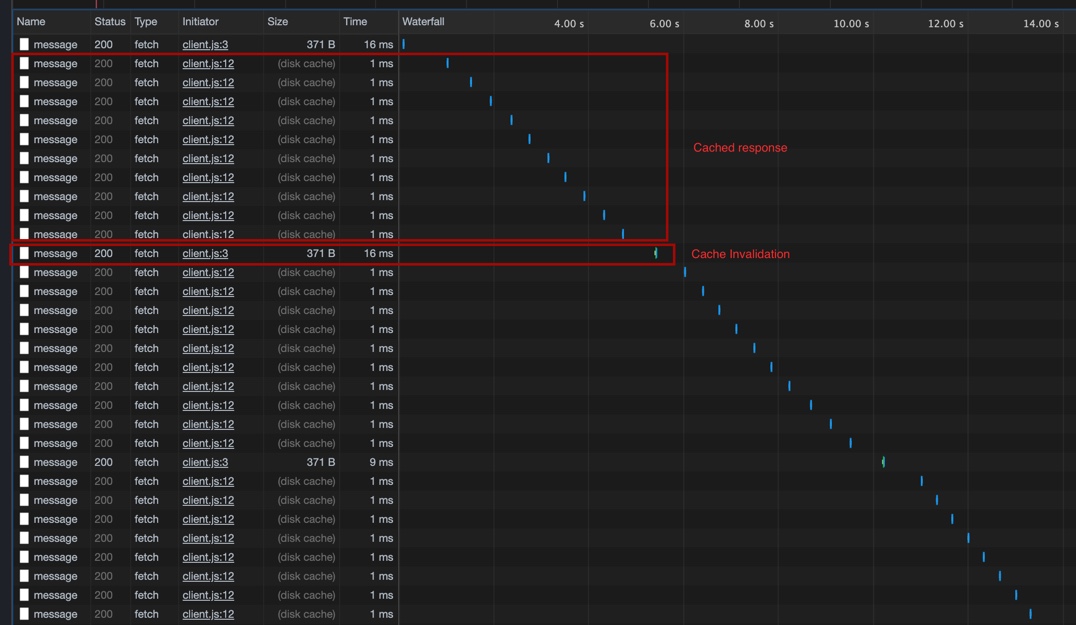 Name Status Type Initiator Size Time Waterfall 4.00 s 6.00 s 8.00 s 10.00 s 12.00 s 14.00 s
message 200 fetch client.js:3 371 B 16 ms
message 200 fetch client.js:12 (disk cache) 1 ms
message 200 fetch client.js:12 (disk cache) 1 ms
message 200 fetch client.js:12 (disk cache) 1 ms
message 200 fetch client.js:12 (disk cache) 1 ms
message 200 fetch client.js:12 (disk cache) 1 ms
Cached response
message 200 fetch client.js:12 (disk cache) 1 ms
message 200 fetch client.js:12 (disk cache) 1 ms
message 200 fetch client.js:12 (disk cache) 1 ms
message 200 fetch client.js:12 (disk cache) 1 ms
message 200 fetch client.js:12 (disk cache) 1 ms
message 200 fetch client.js:3 371 B 16 ms Cache Invalidation
message 200 fetch client.js:12 (disk cache) 1 ms
message 200 fetch client.js:12 (disk cache) 1 ms
message 200 fetch client.js:12 (disk cache) 1 ms
message 200 fetch client.js:12 (disk cache) 1 ms
message 200 fetch client.js:12 (disk cache) 1 ms
message 200 fetch client.js:12 (disk cache) 1 ms
message 200 fetch client.js:12 (disk cache) 1 ms
message 200 fetch client.js:12 (disk cache) 1 ms
message 200 fetch client.js:12 (disk cache) 1 ms
message 200 fetch client.js:12 (disk cache) 1 ms
message 200 fetch client.js:3 371 B 9 ms
message 200 fetch client.js:12 (disk cache) 1 ms
message 200 fetch client.js:12 (disk cache) 1 ms
message 200 fetch client.js:12 (disk cache) 1 ms
message 200 fetch client.js:12 (disk cache) 1 ms
message 200 fetch client.js:12 (disk cache) 1 ms
message 200 fetch client.js:12 (disk cache) 1 ms
message 200 fetch client.js:12 (disk cache) 1 ms
message 200 fetch client.js:12 (disk cache) 1 ms